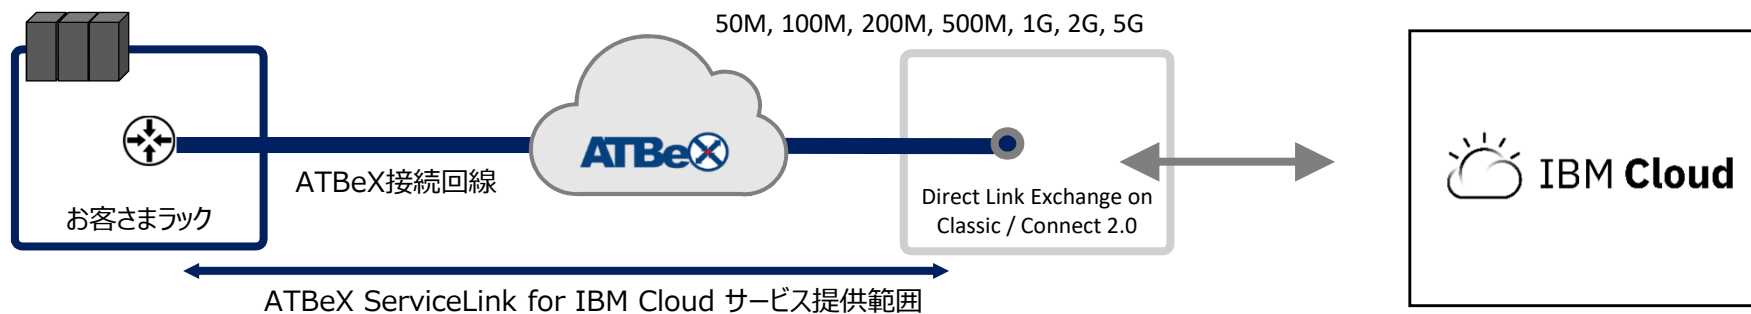 50M, 100M, 200M, 500M, 1G, 2G, 5G
ATBeX
IBM Cloud
ATBeX接続回線
お客さまラック
Direct Link Exchange on
Classic / Connect 2.0
ATBeX ServiceLink for IBM Cloud サービス提供範囲